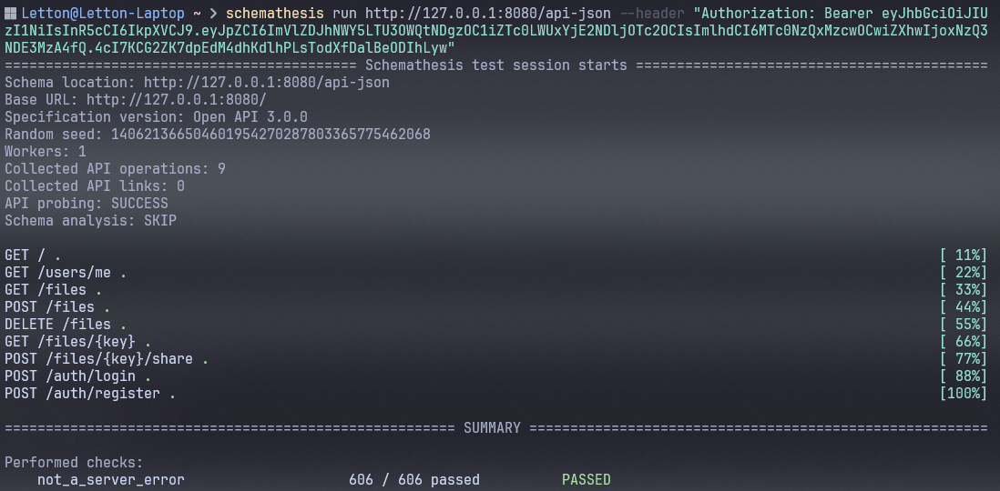 Letton@Letton-Laptop ~ > schemathesis run http://127.0.0.1:8080/api-json --header "Authorization: Bearer eyJhbGciOiJIU
zI1NiIsInR5cCI6IkpXVCJ9.eyJpZCI6ImVlZDJhNWY5LTU3OWQtNDgzOC1iZTc0LWUxYjE2NDljOTc2OCIsImlhdCI6MTc0NzQxMzcwOCwiZXhwIjoxNzQ3
NDE3MzA4fQ.4cI7KCG2ZK7dpEdM4dhKdlhPLsTodXfDalBeODIhLyw"
=========================================== Schemathesis test session starts ===========================================
Schema location: http://127.0.0.1:8080/api-json
Base URL: http://127.0.0.1:8080/
Specification version: Open API 3.0.0
Random seed: 140621366504601954270287803365775462068
Workers: 1
Collected API operations: 9
Collected API links: 0
API probing: SUCCESS
Schema analysis: SKIP
GET / . [ 11%]
GET /users/me . [ 22%]
GET /files . [ 33%]
POST /files . [ 44%]
DELETE /files . [ 55%]
GET /files/{key} . [ 66%]
POST /files/{key}/share . [ 77%]
POST /auth/login . [ 88%]
POST /auth/register . [100%]
======================================================= SUMMARY ========================================================
Performed checks:
not_a_server_error 606 / 606 passed PASSED